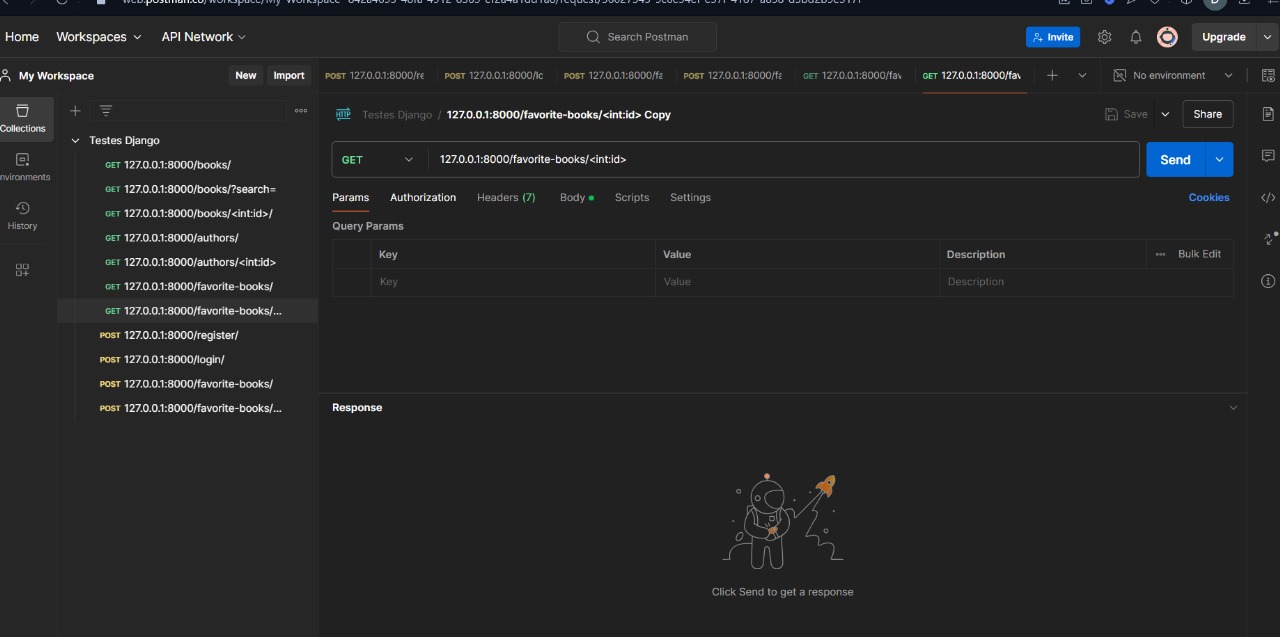 Home Workspaces API Network Search Postman Invite Upgrade
My Workspace New Import
POST 127.0.0.1:8000/re POST 127.0.0.1:8000/lo POST 127.0.0.1:8000/fa POST 127.0.0.1:8000/fa GET 127.0.0.1:8000/fav GET 127.0.0.1:8000/fav No environment
Collections
nvironments
History
Testes Django
GET 127.0.0.1:8000/books/
GET 127.0.0.1:8000/books/?search=
GET 127.0.0.1:8000/books/<int:id>/
GET 127.0.0.1:8000/authors/
GET 127.0.0.1:8000/authors/<int:id>
GET 127.0.0.1:8000/favorite-books/
GET 127.0.0.1:8000/favorite-books/...
POST 127.0.0.1:8000/register/
POST 127.0.0.1:8000/login/
POST 127.0.0.1:8000/favorite-books/
POST 127.0.0.1:8000/favorite-books/...
HTTP Testes Django / 127.0.0.1:8000/favorite-books/<int:id> Copy Save Share
GET 127.0.0.1:8000/favorite-books/<int:id> Send
Params Authorization Headers (7) Body Scripts Settings Cookies
Query Params
Key Value Description Bulk Edit
Key Value Description
Response
Click Send to get a response